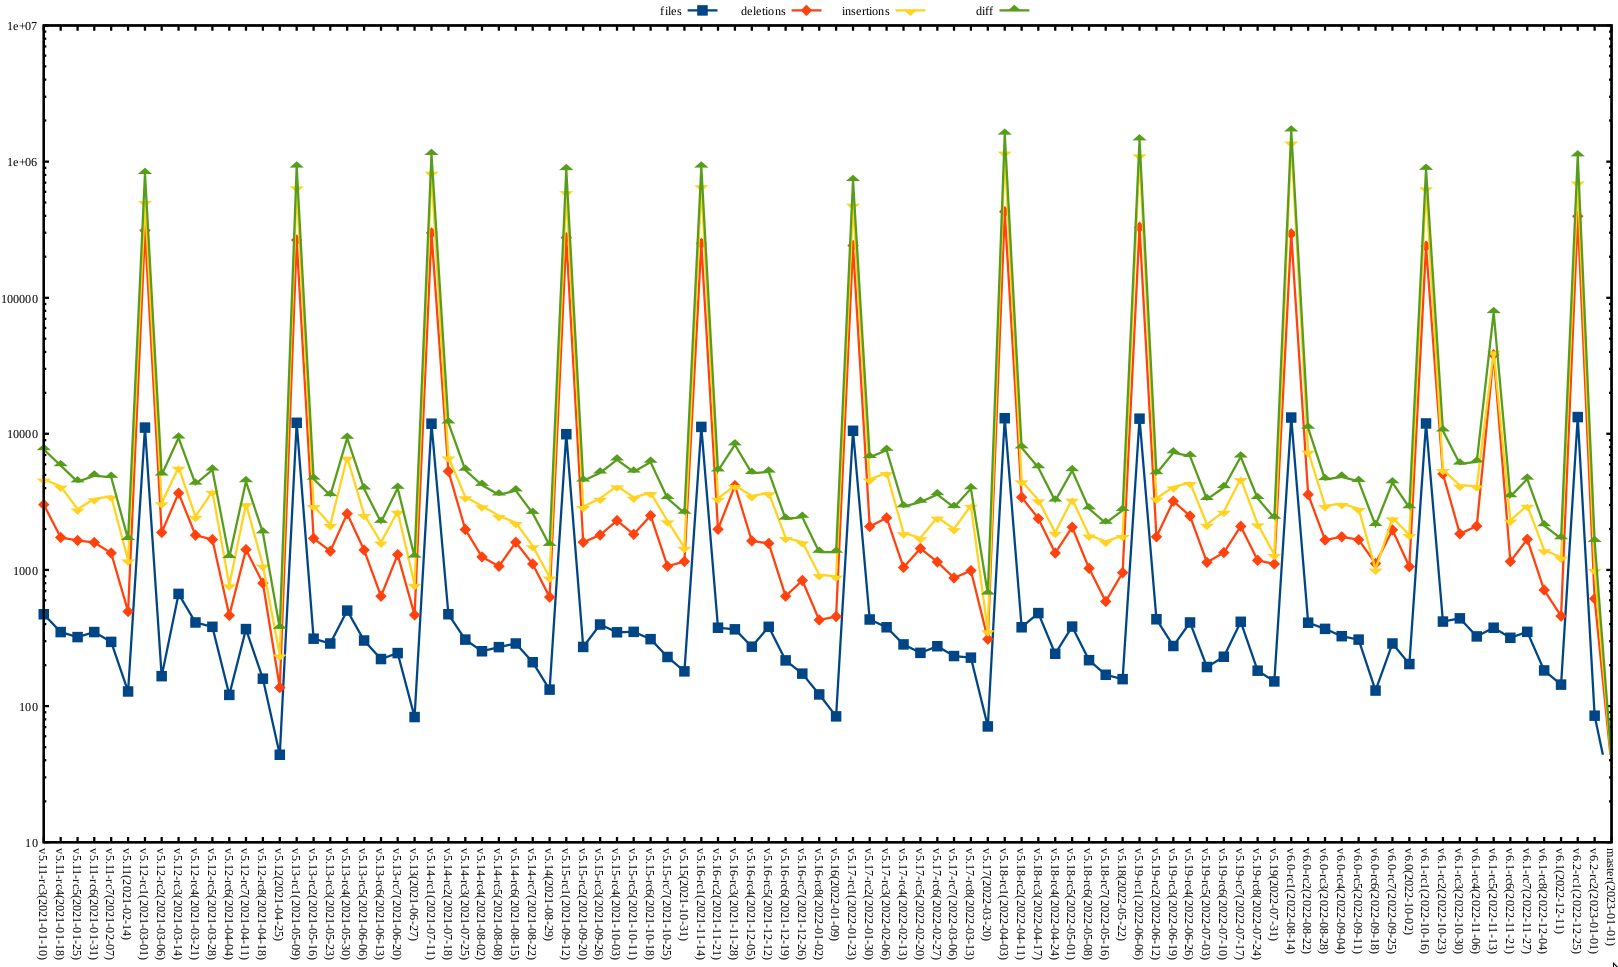 files deletions insertions diff
1e+07
1e+06
100000
10000
1000
100
10
v5.11-rc3(2021-01-10)
v5.11-rc4(2021-01-18)
v5.11-rc5(2021-01-25)
v5.11-rc6(2021-01-31)
v5.11-rc7(2021-02-07)
v5.11(2021-02-14)
v5.12-rc1(2021-03-01)
v5.12-rc2(2021-03-06)
v5.12-rc3(2021-03-14)
v5.12-rc4(2021-03-21)
v5.12-rc5(2021-03-28)
v5.12-rc6(2021-04-04)
v5.12-rc7(2021-04-11)
v5.12-rc8(2021-04-18)
v5.12(2021-04-25)
v5.13-rc1(2021-05-09)
v5.13-rc2(2021-05-16)
v5.13-rc3(2021-05-23)
v5.13-rc4(2021-05-30)
v5.13-rc5(2021-06-06)
v5.13-rc6(2021-06-13)
v5.13-rc7(2021-06-20)
v5.13(2021-06-27)
v5.14-rc1(2021-07-11)
v5.14-rc2(2021-07-18)
v5.14-rc3(2021-07-25)
v5.14-rc4(2021-08-02)
v5.14-rc5(2021-08-08)
v5.14-rc6(2021-08-15)
v5.14-rc7(2021-08-22)
v5.14(2021-08-29)
v5.15-rc1(2021-09-12)
v5.15-rc2(2021-09-20)
v5.15-rc3(2021-09-26)
v5.15-rc4(2021-10-03)
v5.15-rc5(2021-10-11)
v5.15-rc6(2021-10-18)
v5.15-rc7(2021-10-25)
v5.15(2021-10-31)
v5.16-rc1(2021-11-14)
v5.16-rc2(2021-11-21)
v5.16-rc3(2021-11-28)
v5.16-rc4(2021-12-05)
v5.16-rc5(2021-12-12)
v5.16-rc6(2021-12-19)
v5.16-rc7(2021-12-26)
v5.16-rc8(2022-01-02)
v5.16(2022-01-09)
v5.17-rc1(2022-01-23)
v5.17-rc2(2022-01-30)
v5.17-rc3(2022-02-06)
v5.17-rc4(2022-02-13)
v5.17-rc5(2022-02-20)
v5.17-rc6(2022-02-27)
v5.17-rc7(2022-03-06)
v5.17-rc8(2022-03-13)
v5.17(2022-03-20)
v5.18-rc1(2022-04-03)
v5.18-rc2(2022-04-11)
v5.18-rc3(2022-04-17)
v5.18-rc4(2022-04-24)
v5.18-rc5(2022-05-01)
v5.18-rc6(2022-05-08)
v5.18-rc7(2022-05-16)
v5.18(2022-05-22)
v5.19-rc1(2022-06-06)
v5.19-rc2(2022-06-12)
v5.19-rc3(2022-06-19)
v5.19-rc4(2022-06-26)
v5.19-rc5(2022-07-03)
v5.19-rc6(2022-07-10)
v5.19-rc7(2022-07-17)
v5.19-rc8(2022-07-24)
v5.19(2022-07-31)
v6.0-rc1(2022-08-14)
v6.0-rc2(2022-08-22)
v6.0-rc3(2022-08-28)
v6.0-rc4(2022-09-04)
v6.0-rc5(2022-09-11)
v6.0-rc6(2022-09-18)
v6.0-rc7(2022-09-25)
v6.0(2022-10-02)
v6.1-rc1(2022-10-16)
v6.1-rc2(2022-10-23)
v6.1-rc3(2022-10-30)
v6.1-rc4(2022-11-06)
v6.1-rc5(2022-11-13)
v6.1-rc6(2022-11-21)
v6.1-rc7(2022-11-27)
v6.1-rc8(2022-12-04)
v6.1(2022-12-11)
v6.2-rc1(2022-12-25)
v6.2-rc2(2023-01-01)
master(2023-01-01)